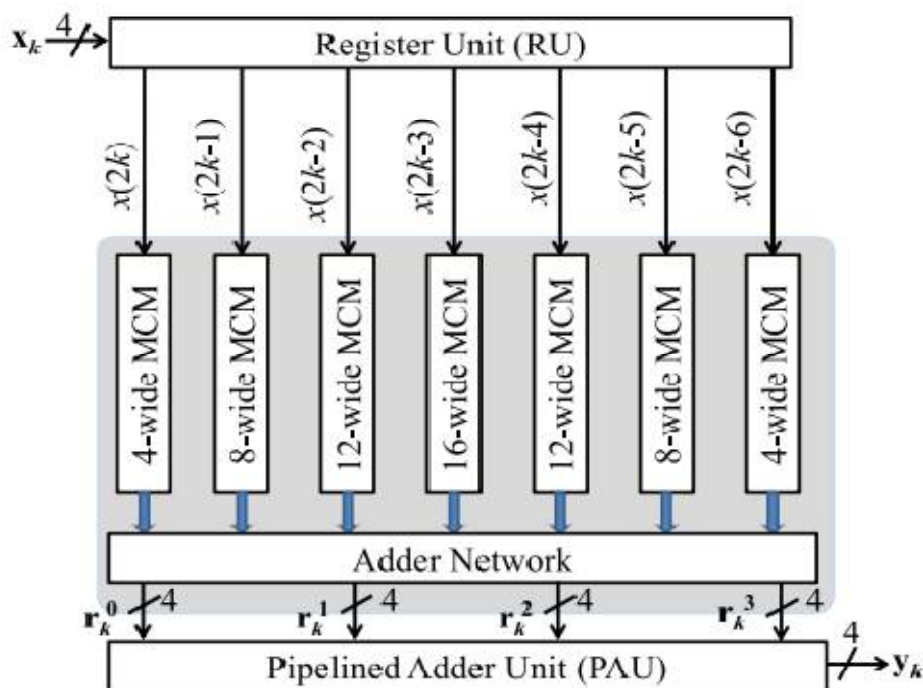 x_k 4
Register Unit (RU)
x(2k)
x(2k-1)
x(2k-2)
x(2k-3)
x(2k-4)
x(2k-5)
x(2k-6)
4-wide MCM
8-wide MCM
12-wide MCM
16-wide MCM
12-wide MCM
8-wide MCM
4-wide MCM
Adder Network
r_k^0 4
r_k^1 4
r_k^2 4
r_k^3 4
Pipelined Adder Unit (PAU)
4 y_k